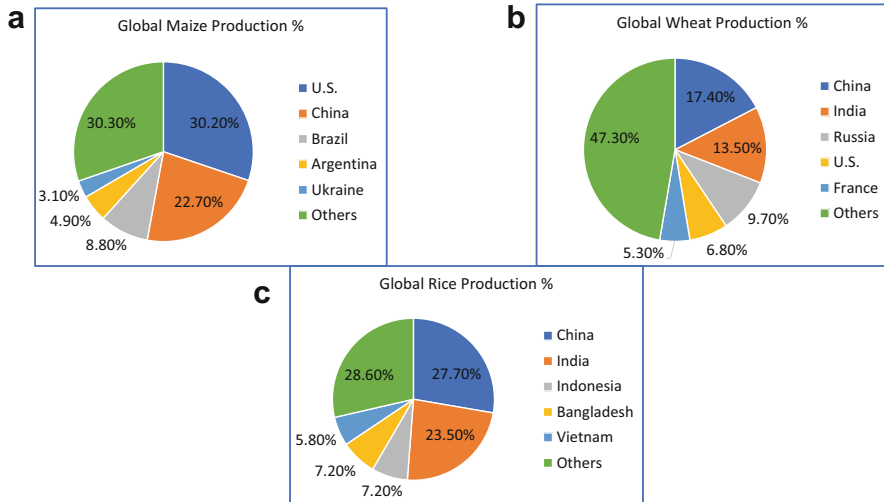 a
Global Maize Production %
30.20%
22.70%
8.80%
4.90%
3.10%
30.30%
U.S.
China
Brazil
Argentina
Ukraine
Others
b
Global Wheat Production %
17.40%
13.50%
9.70%
6.80%
5.30%
47.30%
China
India
Russia
U.S.
France
Others
c
Global Rice Production %
27.70%
23.50%
7.20%
7.20%
5.80%
28.60%
China
India
Indonesia
Bangladesh
Vietnam
Others